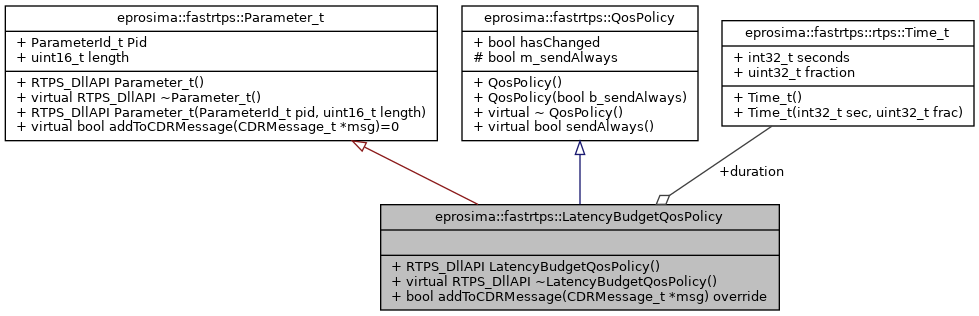 eprosima::fastrtps::Parameter_t
+ ParameterId_t Pid
+ uint16_t length
+ RTPS_DllAPI Parameter_t()
+ virtual RTPS_DllAPI ~Parameter_t()
+ RTPS_DllAPI Parameter_t(ParameterId_t pid, uint16_t length)
+ virtual bool addToCDRMessage(CDRMessage_t *msg)=0
eprosima::fastrtps::QosPolicy
+ bool hasChanged
# bool m_sendAlways
+ QosPolicy()
+ QosPolicy(bool b_sendAlways)
+ virtual ~ QosPolicy()
+ virtual bool sendAlways()
eprosima::fastrtps::rtps::Time_t
+ int32_t seconds
+ uint32_t fraction
+ Time_t()
+ Time_t(int32_t sec, uint32_t frac)
+duration
eprosima::fastrtps::LatencyBudgetQosPolicy
+ RTPS_DllAPI LatencyBudgetQosPolicy()
+ virtual RTPS_DllAPI ~LatencyBudgetQosPolicy()
+ bool addToCDRMessage(CDRMessage_t *msg) override